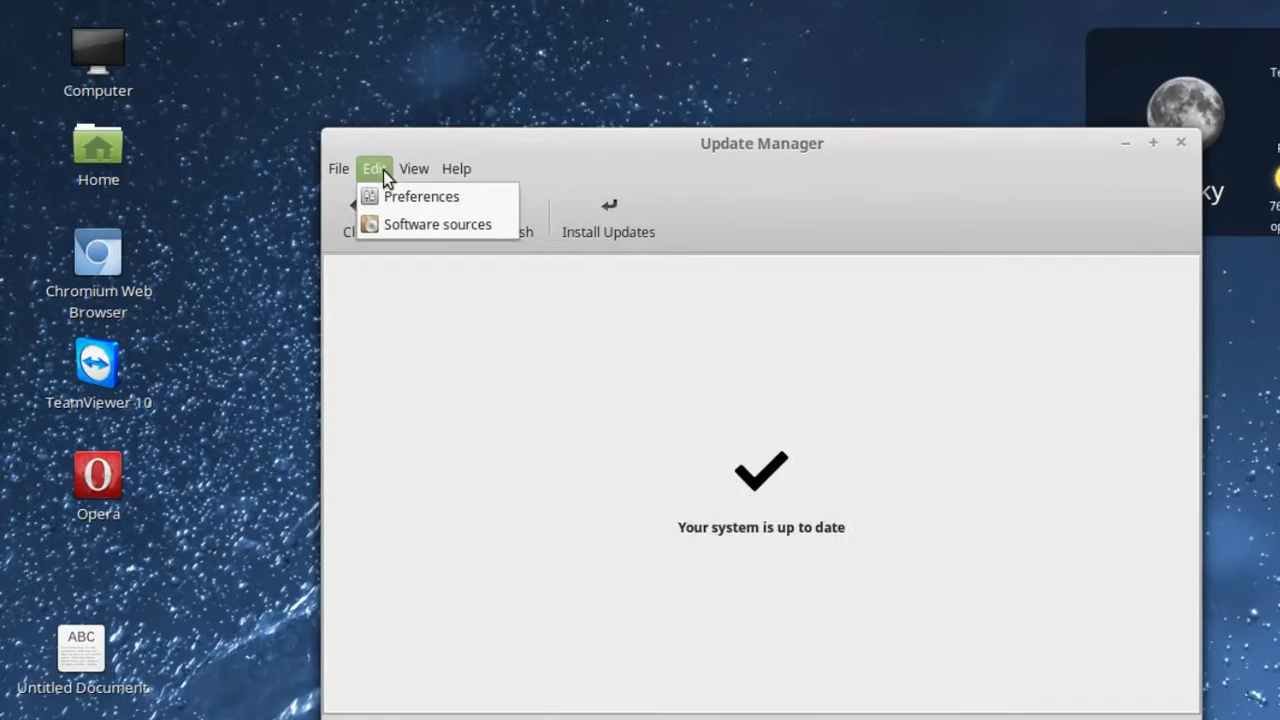 Computer
Home
Chromium Web
Browser
TeamViewer 10
Opera
ABC
Untitled Document
Update Manager
File Edit View Help
Preferences
Software sources
Install Updates
Your system is up to date